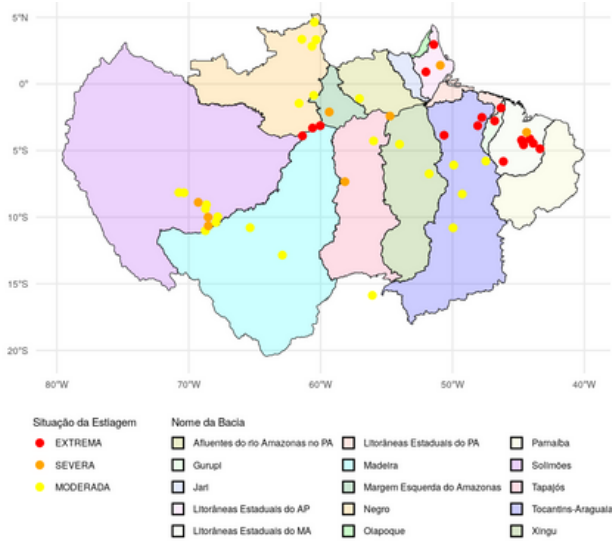 5°N
0°
5°S
10°S
15°S
20°S
80°W 70°W 60°W 50°W 40°W
Situação da Estiagem
EXTREMA
SEVERA
MODERADA
Nome da Bacia
Afluentes do rio Amazonas no PA
Gurupi
Jari
Litorâneas Estaduais do AP
Litorâneas Estaduais do MA
Litorâneas Estaduais do PA
Madeira
Margem Esquerda do Amazonas
Negro
Oiapoque
Parnaíba
Solimões
Tapajós
Tocantins-Araguaia
Xingu